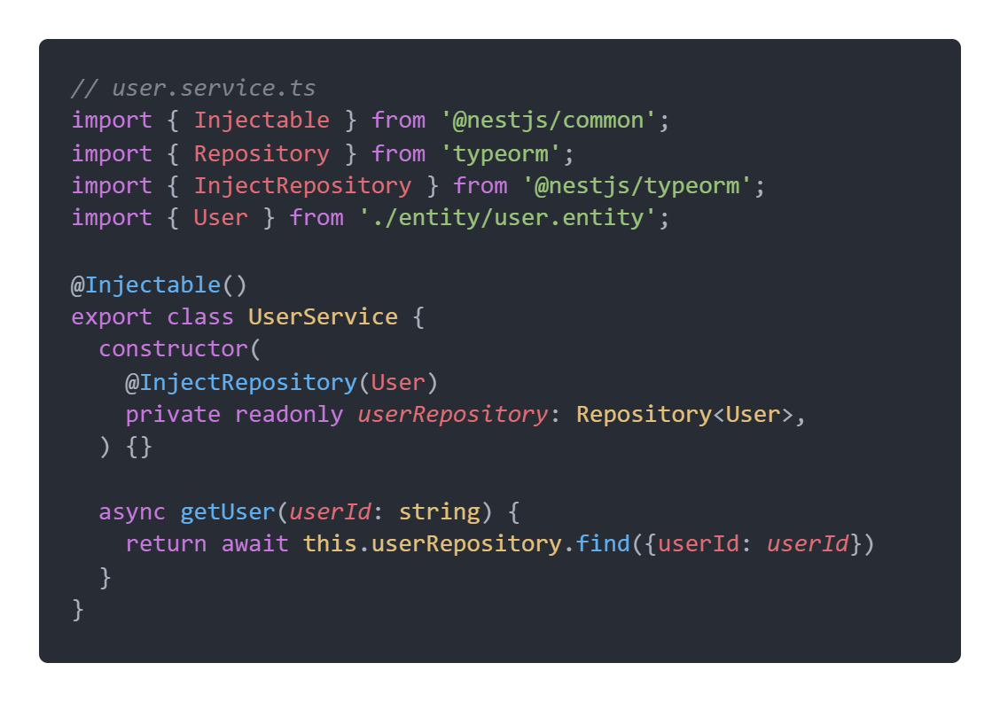 // user.service.ts
import { Injectable } from '@nestjs/common';
import { Repository } from 'typeorm';
import { InjectRepository } from '@nestjs/typeorm';
import { User } from './entity/user.entity';

@Injectable()
export class UserService {
  constructor(
    @InjectRepository(User)
    private readonly userRepository: Repository<User>,
  ) {}

  async getUser(userId: string) {
    return await this.userRepository.find({userId: userId})
  }
}